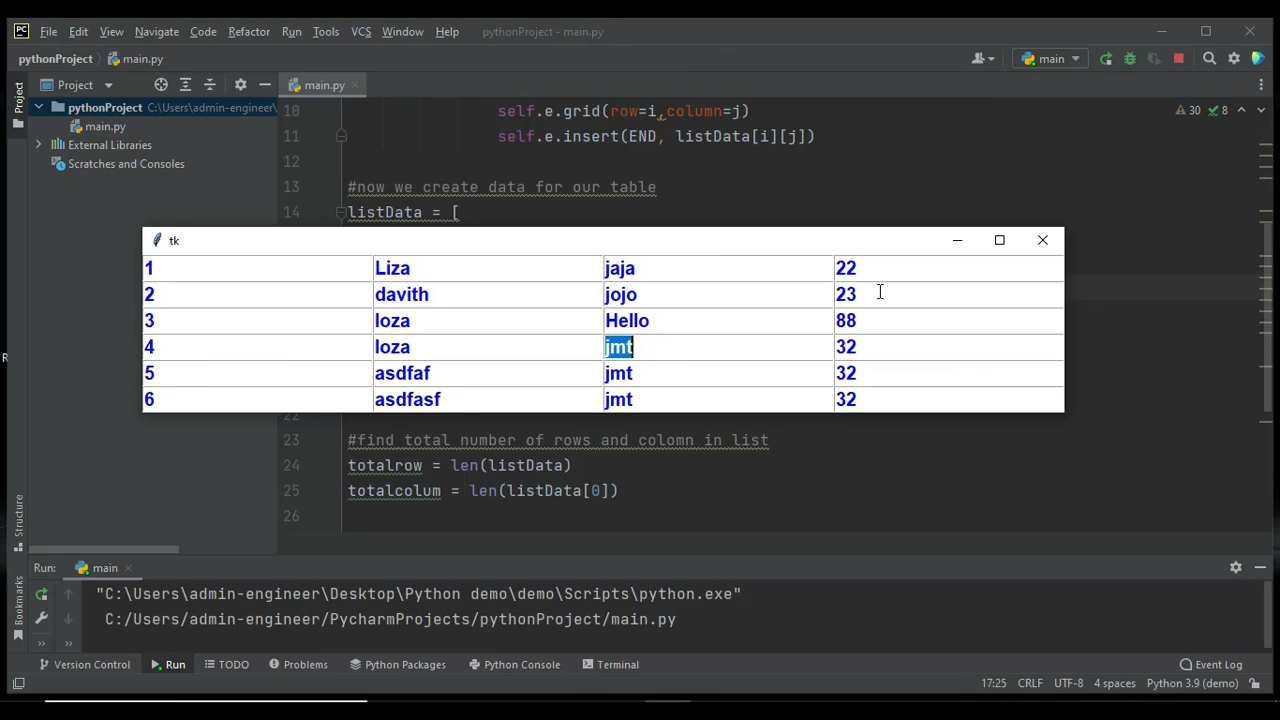 PC File Edit View Navigate Code Refactor Run Tools VCS Window Help pythonProject - main.py
pythonProject main.py main
Project Project main.py
pythonProject C:\Users\admin-engineer\
main.py
External Libraries
Scratches and Consoles
10 self.e.grid(row=i,column=j) 30 8
11 self.e.insert(END, listData[i][j])
12
13 #now we create data for our table
14 listData = [
tk
1 Liza jaja 22
2 davith jojo 23
3 loza Hello 88
4 loza jmt 32
5 asdfaf jmt 32
6 asdfasf jmt 32
22
23 #find total number of rows and colomn in list
24 totalrow = len(listData)
25 totalcolum = len(listData[0])
26
Structure
Bookmarks
Run: main
"C:\Users\admin-engineer\Desktop\Python demo\demo\Scripts\python.exe"
C:/Users/admin-engineer/PycharmProjects/pythonProject/main.py
Version Control Run TODO Problems Python Packages Python Console Terminal Event Log
17:25 CRLF UTF-8 4 spaces Python 3.9 (demo)